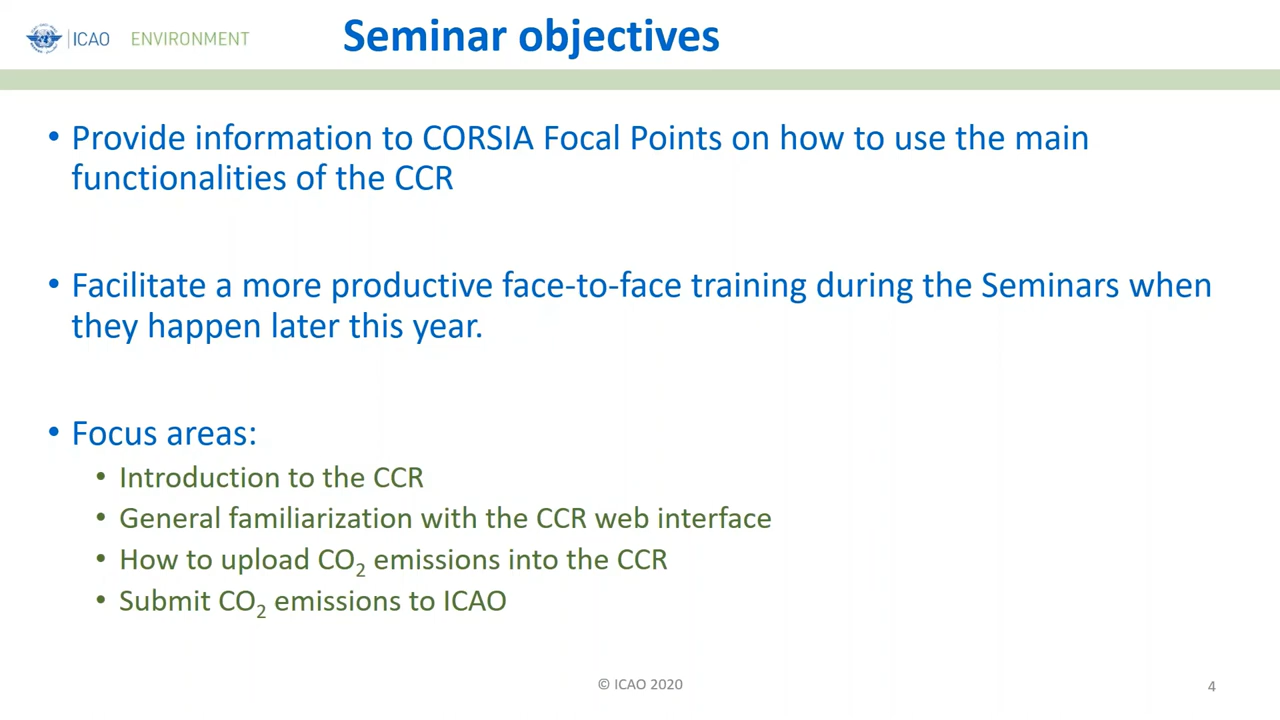 ICAO ENVIRONMENT
Seminar objectives
• Provide information to CORSIA Focal Points on how to use the main
functionalities of the CCR
• Facilitate a more productive face-to-face training during the Seminars when
they happen later this year.
• Focus areas:
• Introduction to the CCR
• General familiarization with the CCR web interface
• How to upload CO₂ emissions into the CCR
• Submit CO₂ emissions to ICAO
© ICAO 2020
4